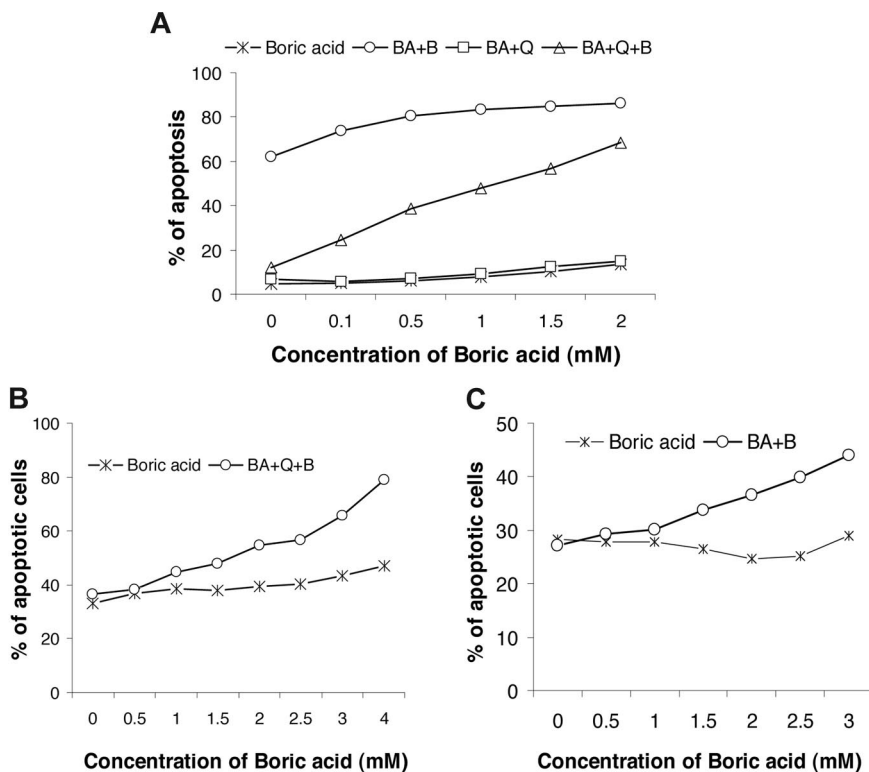 A
Boric acid BA+B BA+Q BA+Q+B
100
80
60
40
20
0
% of apoptosis
0 0.1 0.5 1 1.5 2
Concentration of Boric acid (mM)
B
100
80
60
40
20
0
Boric acid BA+Q+B
% of apoptotic cells
0 0.5 1 1.5 2 2.5 3 4
Concentration of Boric acid (mM)
C
50
40
30
20
10
0
Boric acid BA+B
% of apoptotic cells
0 0.5 1 1.5 2 2.5 3
Concentration of Boric acid (mM)